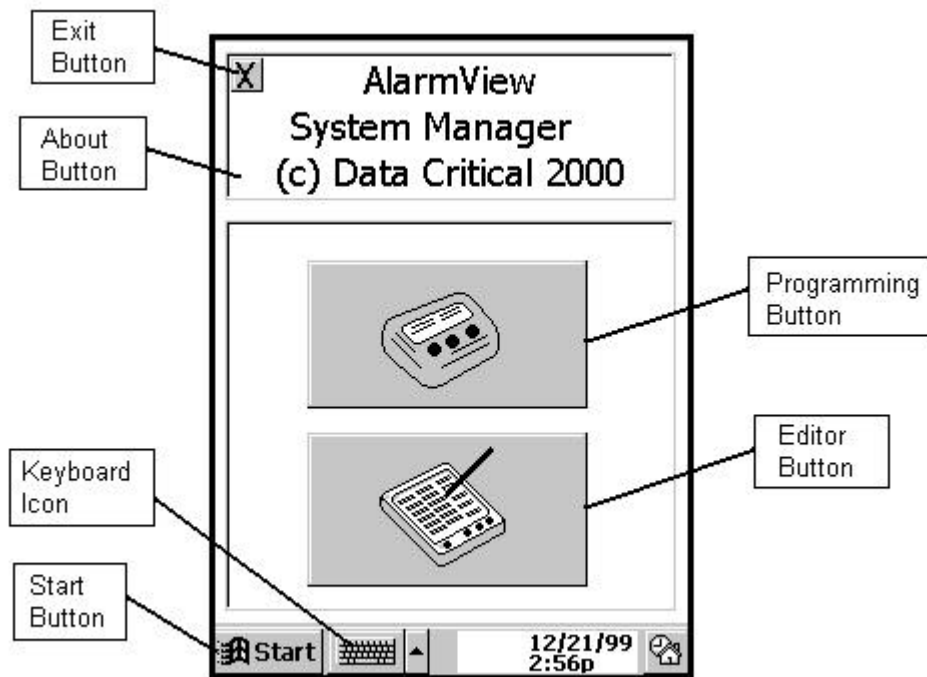 Exit
Button
X
AlarmView
System Manager
(c) Data Critical 2000
About
Button
Programming
Button
Editor
Button
Keyboard
Icon
Start
Button
Start
12/21/99
2:56p